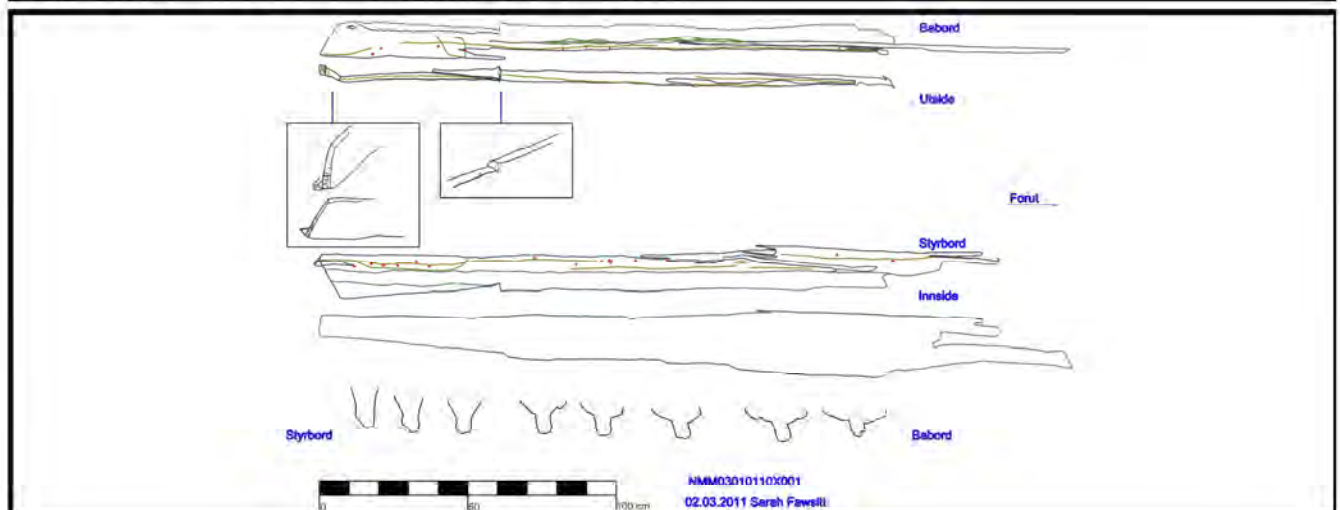 Babord
Utside
Forut
Styrbord
Innside
Styrbord Babord
0 50 100 cm
NMM03010110X001
02.03.2011 Sarah Fawsitt